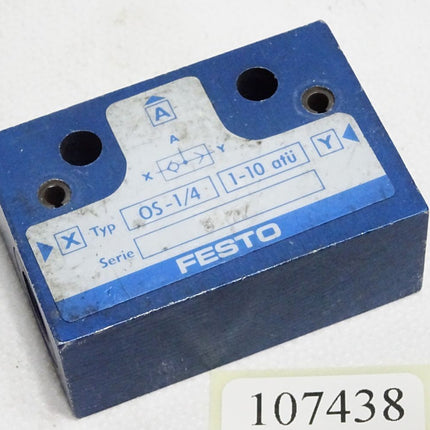 A
A
X Y
X Typ OS-1/4 1-10 atü Y
Serie
FESTO
107438